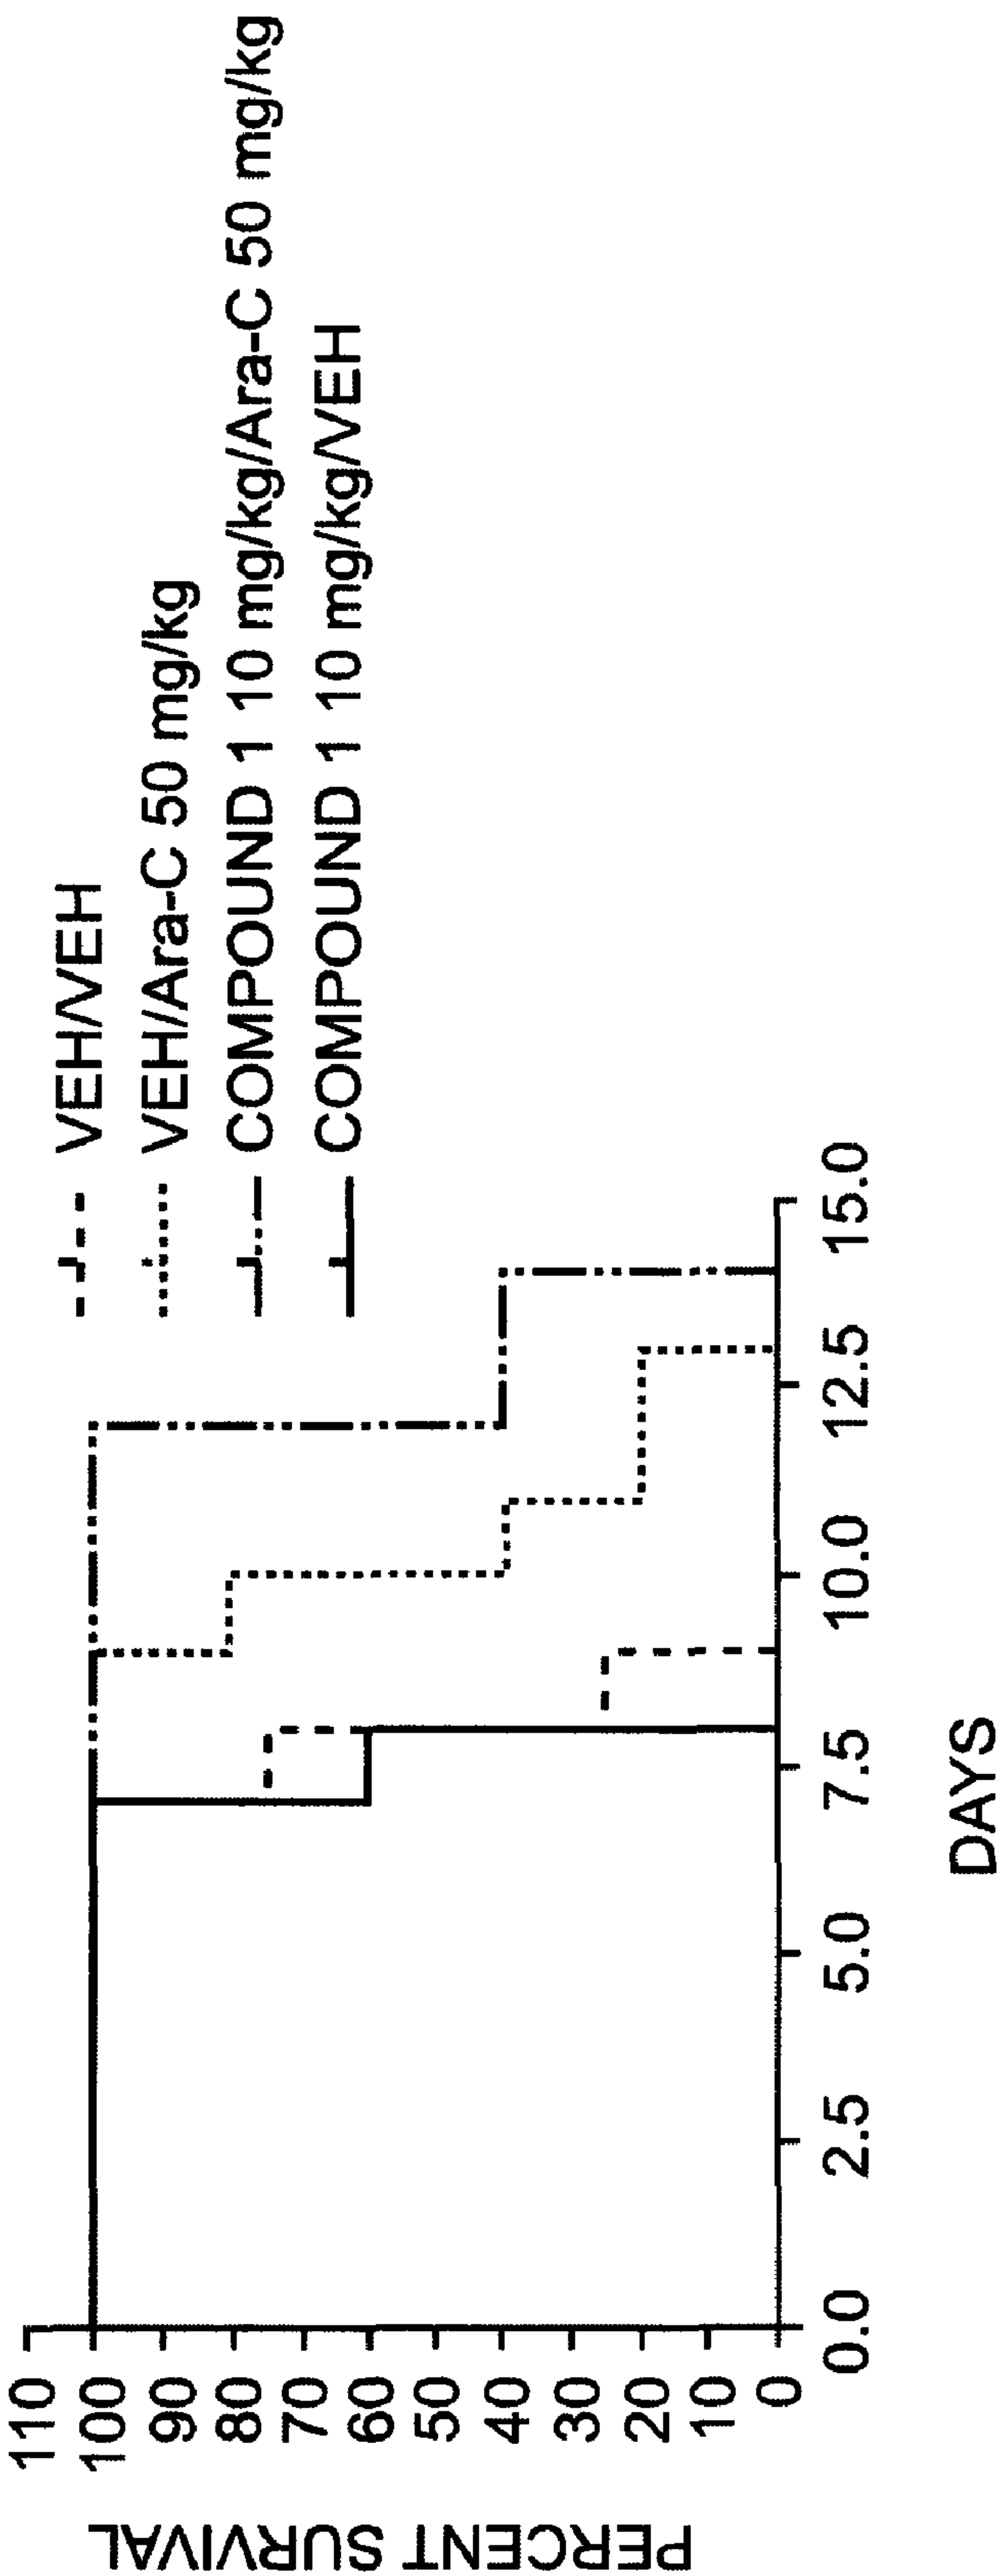 VEH/VEH
VEH/Ara-C 50 mg/kg
COMPOUND 1 10 mg/kg/Ara-C 50 mg/kg
COMPOUND 1 10 mg/kg/VEH
PERCENT SURVIVAL
110
100
90
80
70
60
50
40
30
20
10
0
0.0 2.5 5.0 7.5 10.0 12.5 15.0
DAYS